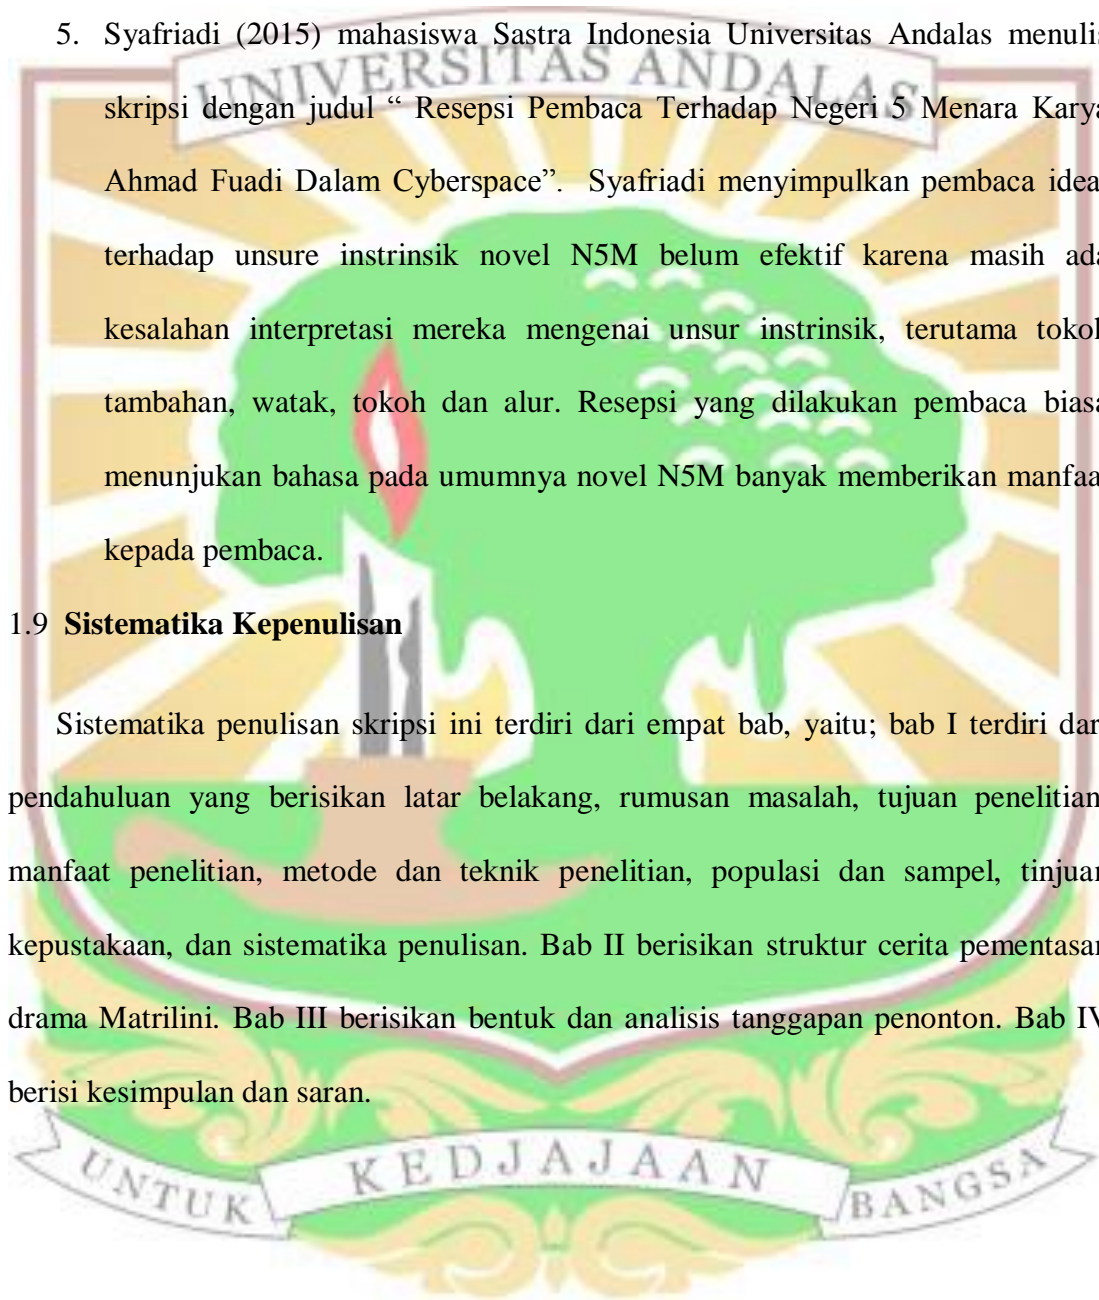 UNIVERSITAS ANDALAS
5. Syafriadi (2015) mahasiswa Sastra Indonesia Universitas Andalas menulis
skripsi dengan judul “ Resepsi Pembaca Terhadap Negeri 5 Menara Karya
Ahmad Fuadi Dalam Cyberspace”. Syafriadi menyimpulkan pembaca idea
terhadap unsure instrinsik novel N5M belum efektif karena masih ada
kesalahan interpretasi mereka mengenai unsur instrinsik, terutama tokoh
tambahan, watak, tokoh dan alur. Resepsi yang dilakukan pembaca biasa
menunjukan bahasa pada umumnya novel N5M banyak memberikan manfaa
kepada pembaca.
1.9 Sistematika Kepenulisan
Sistematika penulisan skripsi ini terdiri dari empat bab, yaitu; bab I terdiri dar
pendahuluan yang berisikan latar belakang, rumusan masalah, tujuan penelitian
manfaat penelitian, metode dan teknik penelitian, populasi dan sampel, tinjuan
kepustakaan, dan sistematika penulisan. Bab II berisikan struktur cerita pementasan
drama Matrilini. Bab III berisikan bentuk dan analisis tanggapan penonton. Bab IV
berisi kesimpulan dan saran.
UNTUK KEDJAJAAN BANGSA